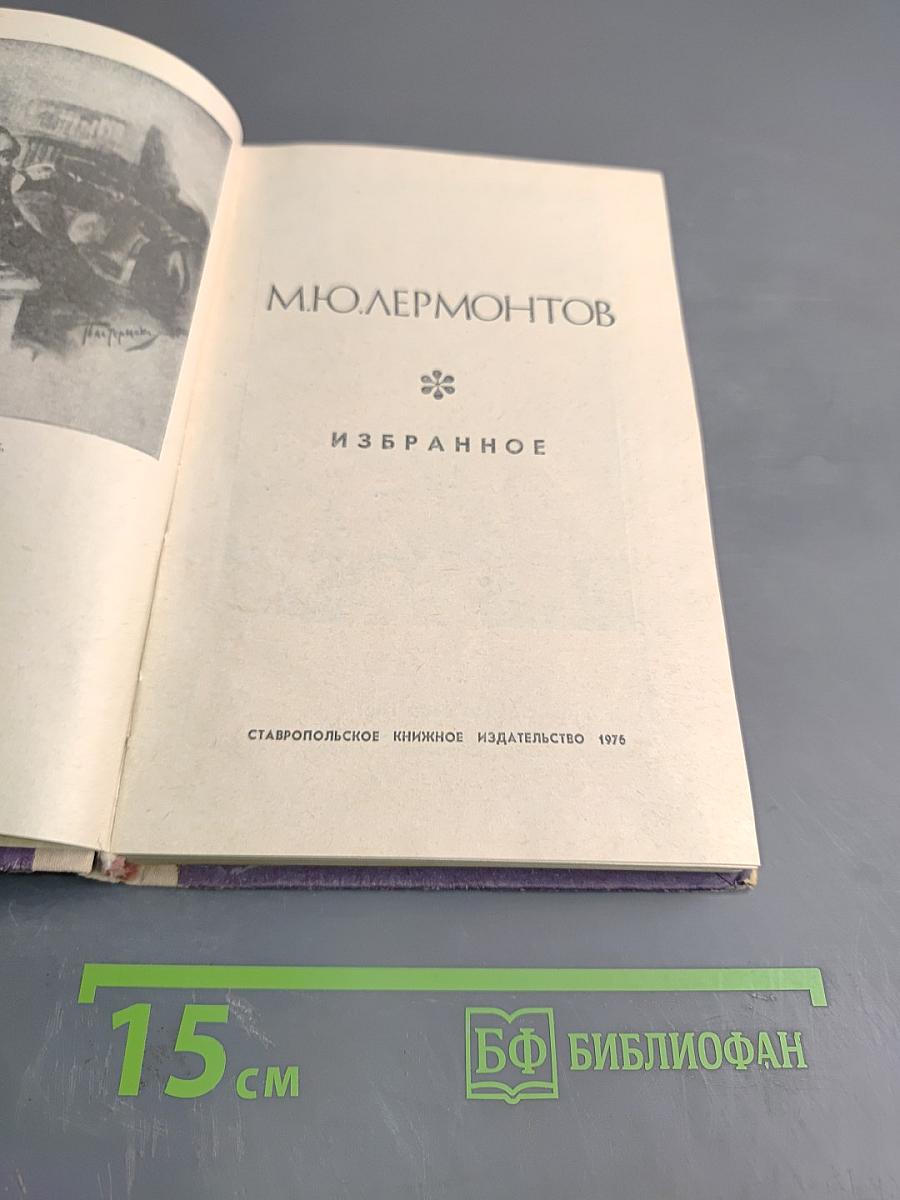 М.Ю.ЛЕРМОНТОВ
ИЗБРАННОЕ
СТАВРОПОЛЬСКОЕ КНИЖНОЕ ИЗДАТЕЛЬСТВО 1976
15 см
БФ БИБЛИОФАН